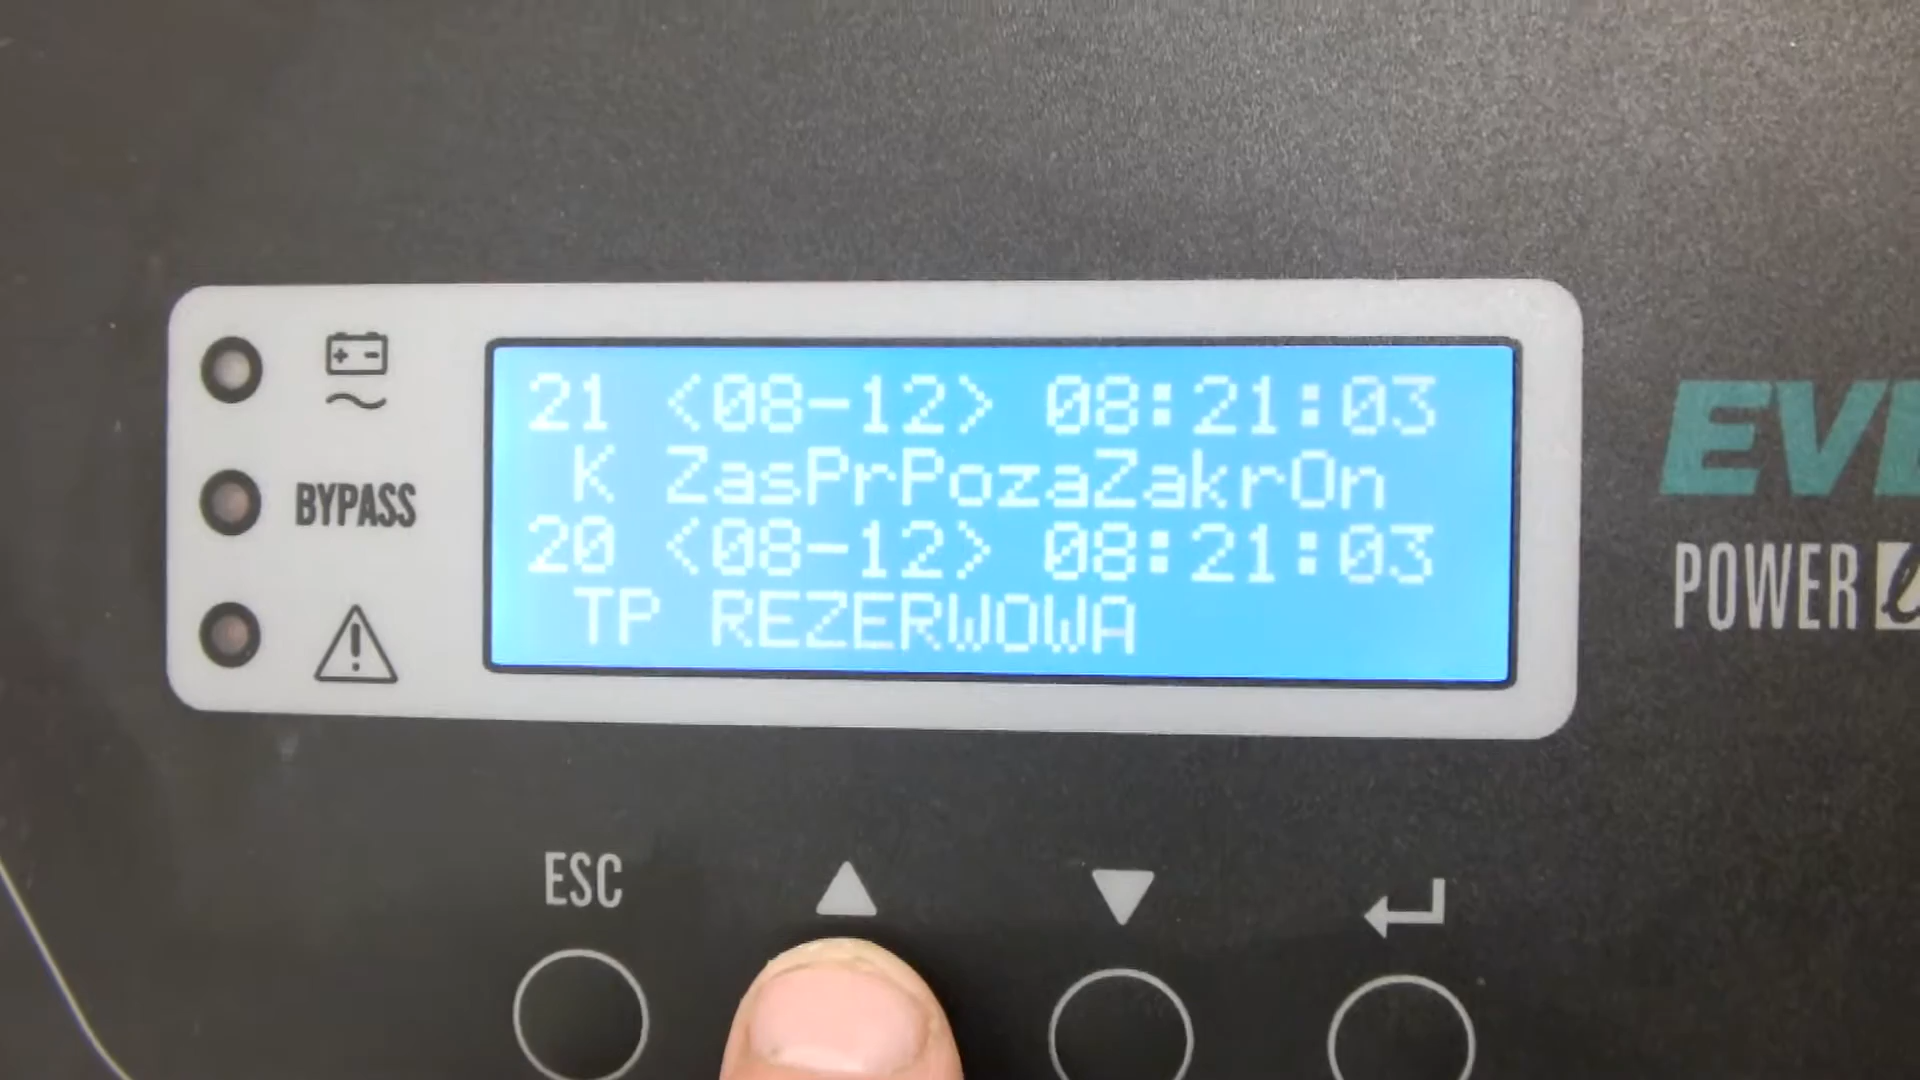 21 <08-12> 08:21:03
K ZasPrPozaZakrOn
20 <08-12> 08:21:03
TP REZERWOWA
BYPASS
POWER
ESC